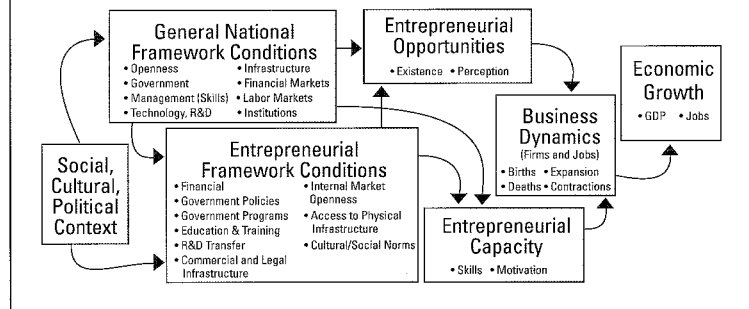 General National
Framework Conditions
• Openness
• Government
• Management (Skills)
• Technology, R&D
• Infrastructure
• Financial Markets
• Labor Markets
• Institutions
Entrepreneurial
Opportunities
• Existence • Perception
Economic
Growth
• GDP • Jobs
Business
Dynamics
(Firms and Jobs)
• Births • Expansion
• Deaths • Contractions
Social,
Cultural,
Political
Context
Entrepreneurial
Framework Conditions
• Financial
• Government Policies
• Government Programs
• Education & Training
• R&D Transfer
• Commercial and Legal
Infrastructure
• Internal Market
Openness
• Access to Physical
Infrastructure
• Cultural/Social Norms
Entrepreneurial
Capacity
• Skills • Motivation